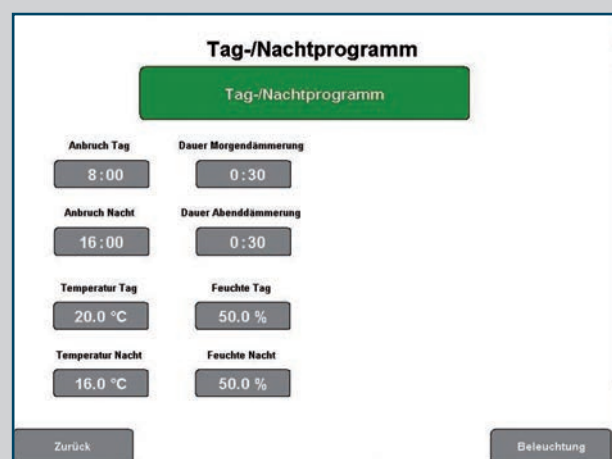 Tag-/Nachtprogramm
Tag-/Nachtprogramm
Anbruch Tag Dauer Morgendämmerung
8:00 0:30
Anbruch Nacht Dauer Abenddämmerung
16:00 0:30
Temperatur Tag Feuchte Tag
20.0 °C 50.0 %
Temperatur Nacht Feuchte Nacht
16.0 °C 50.0 %
Zurück Beleuchtung